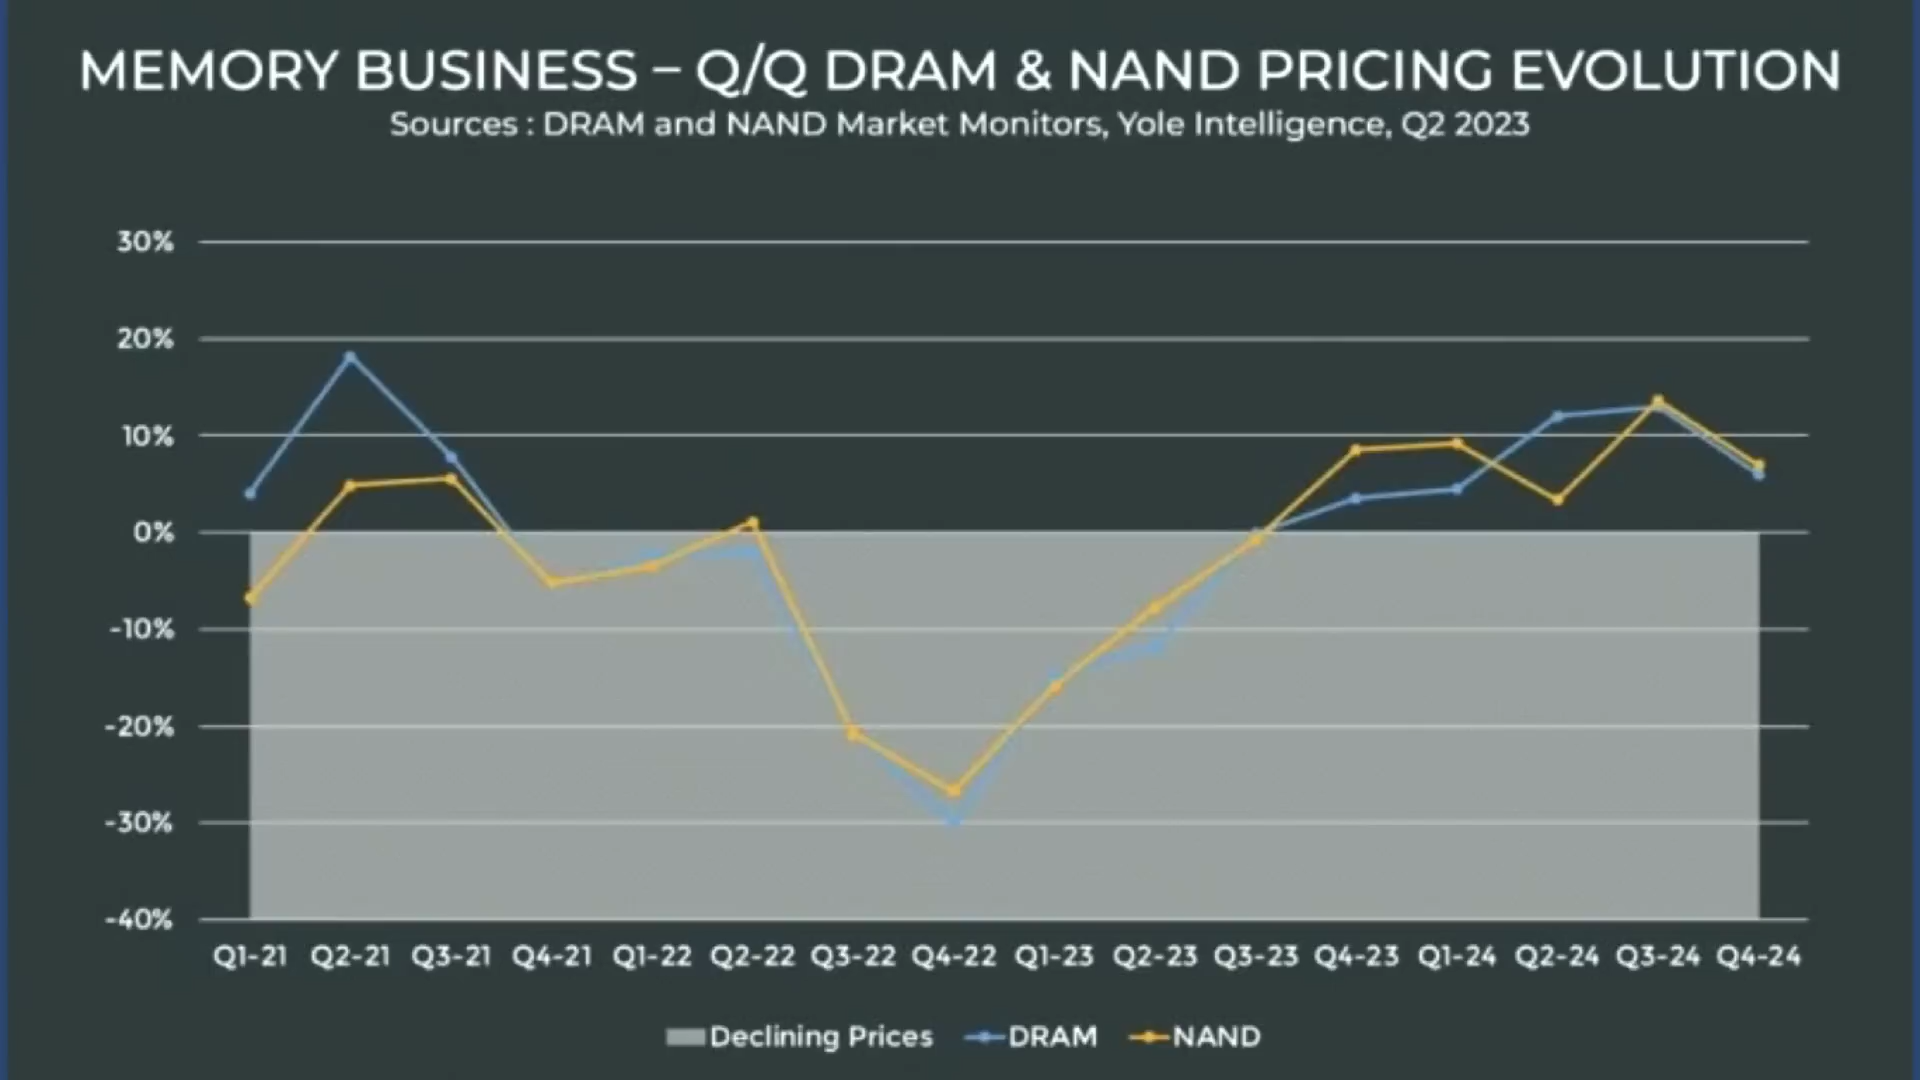 MEMORY BUSINESS – Q/Q DRAM & NAND PRICING EVOLUTION
Sources : DRAM and NAND Market Monitors, Yole Intelligence, Q2 2023
30%
20%
10%
0%
-10%
-20%
-30%
-40%
Q1-21 Q2-21 Q3-21 Q4-21 Q1-22 Q2-22 Q3-22 Q4-22 Q1-23 Q2-23 Q3-23 Q4-23 Q1-24 Q2-24 Q3-24 Q4-24
Declining Prices DRAM NAND